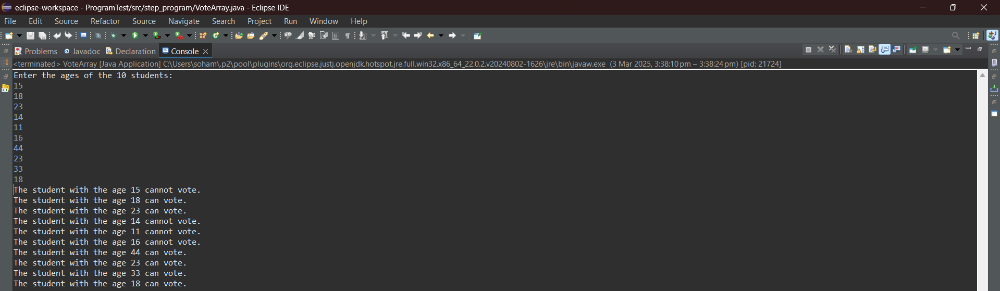 eclipse-workspace - ProgramTest/src/step_program/VoteArray.java - Eclipse IDE
File Edit Source Refactor Source Navigate Search Project Run Window Help
Problems Javadoc Declaration Console
<terminated> VoteArray [Java Application] C:\Users\soham\.p2\pool\plugins\org.eclipse.justj.openjdk.hotspot.jre.full.win32.x86_64_22.0.2.v20240802-1626\jre\bin\javaw.exe (3 Mar 2025, 3:38:10 pm – 3:38:24 pm) [pid: 21724]
Enter the ages of the 10 students:
15
18
23
14
11
16
44
23
33
18
The student with the age 15 cannot vote.
The student with the age 18 can vote.
The student with the age 23 can vote.
The student with the age 14 cannot vote.
The student with the age 11 cannot vote.
The student with the age 16 cannot vote.
The student with the age 44 can vote.
The student with the age 23 can vote.
The student with the age 33 can vote.
The student with the age 18 can vote.